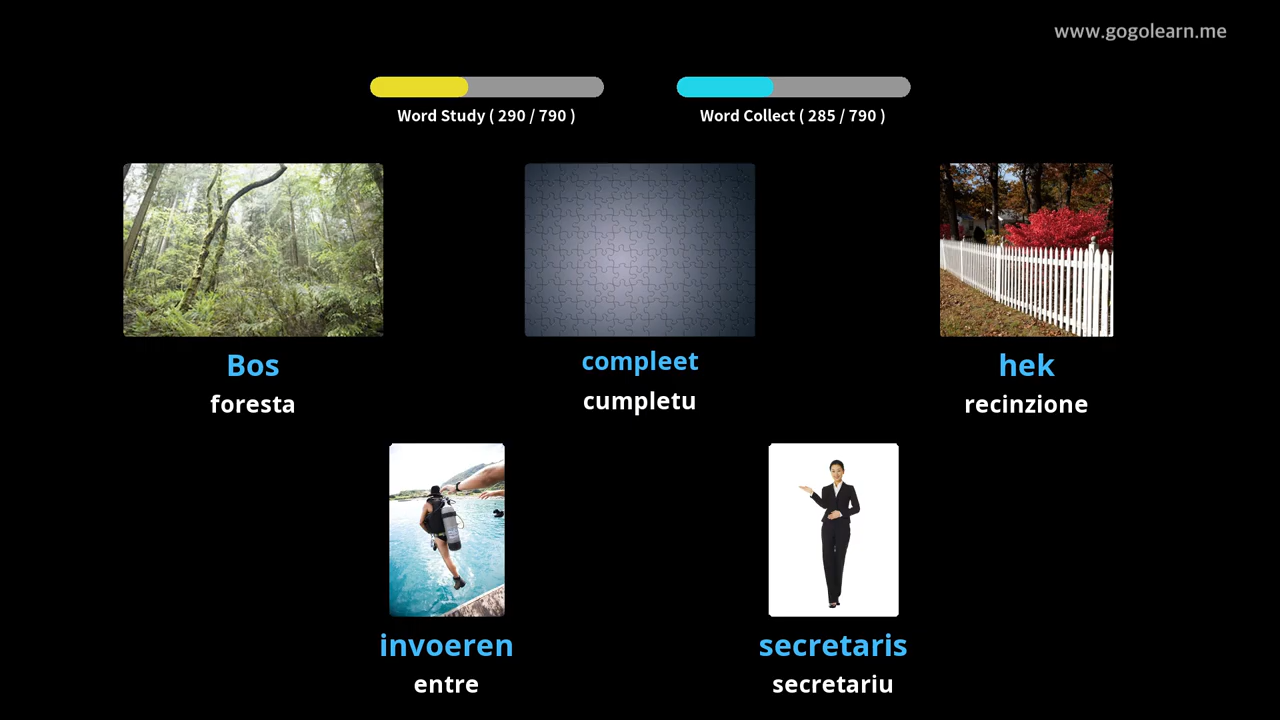 www.gogolearn.me
Word Study ( 290 / 790 )
Word Collect ( 285 / 790 )
Bos
compleet
hek
foresta
cumpletu
recinzione
invoeren
secretaris
entre
secretariu